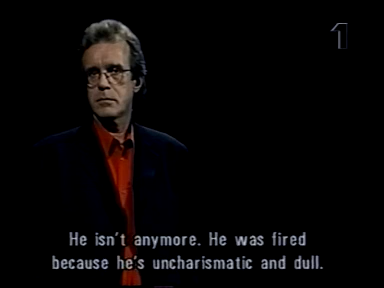 1
He isn't anymore. He was fired
because he's uncharismatic and dull.